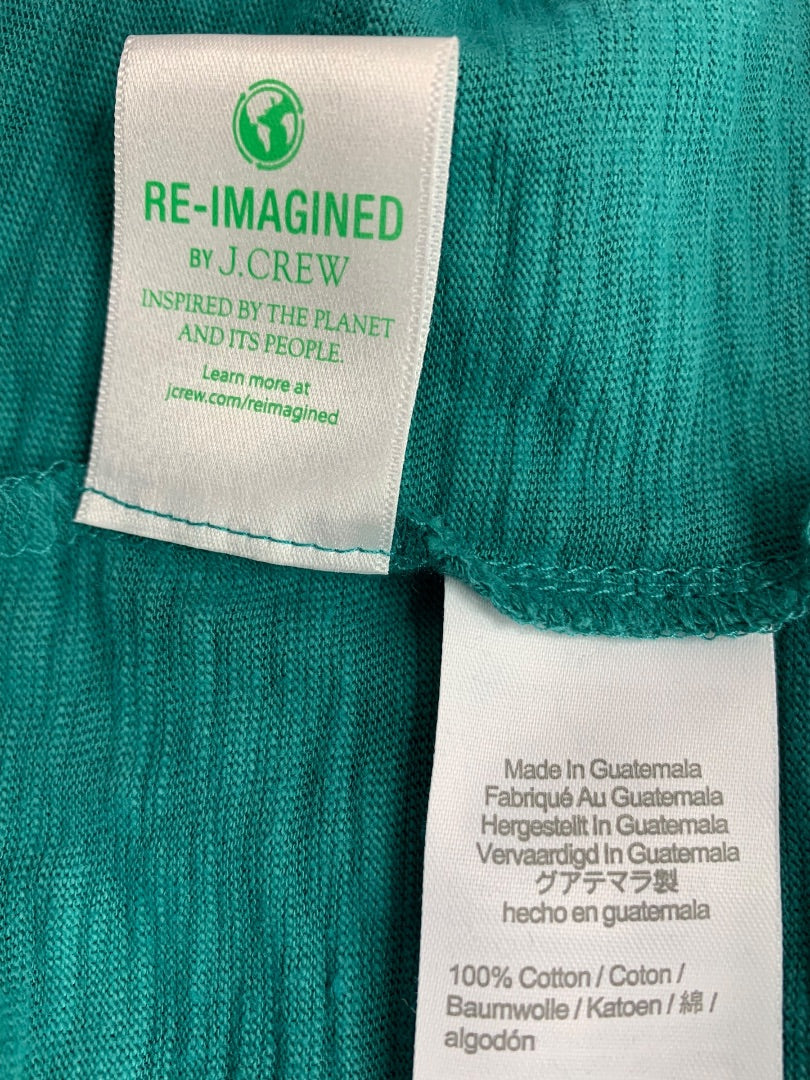 RE-IMAGINED
BY J.CREW
INSPIRED BY THE PLANET
AND ITS PEOPLE.
Learn more at
jcrew.com/reimagined
Made In Guatemala
Fabriqué Au Guatemala
Hergestellt In Guatemala
Vervaardigd In Guatemala
グアテマラ製
hecho en guatemala
100% Cotton / Coton /
Baumwolle / Katoen / 綿 /
algodón